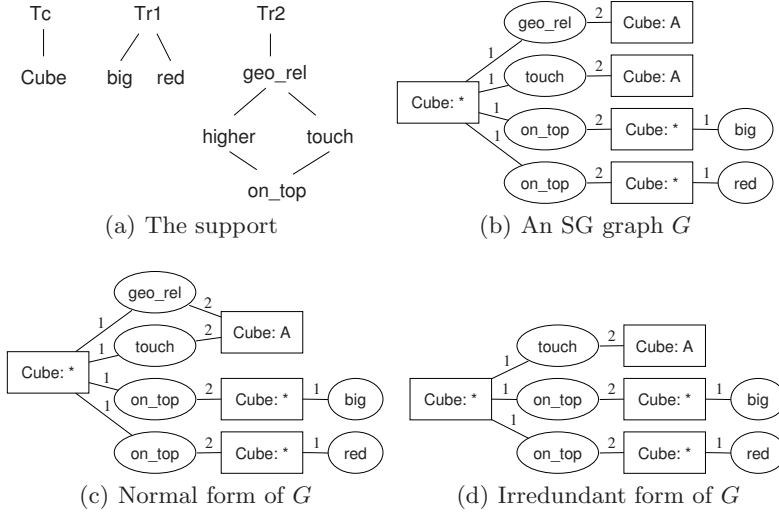 Tc Tr1 Tr2
Cube big red geo_rel
higher touch
on_top
(a) The support
geo_rel 2 Cube: A
1
touch 2 Cube: A
1
Cube: *
1
on_top 2 Cube: * 1 big
1
on_top 2 Cube: * 1 red
(b) An SG graph G
geo_rel 2
1
Cube: A
touch 2
1
Cube: *
1
on_top 2 Cube: * 1 big
1
on_top 2 Cube: * 1 red
(c) Normal form of G
touch 2 Cube: A
1
Cube: * 1 on_top 2 Cube: * 1 big
1
on_top 2 Cube: * 1 red
(d) Irredundant form of G